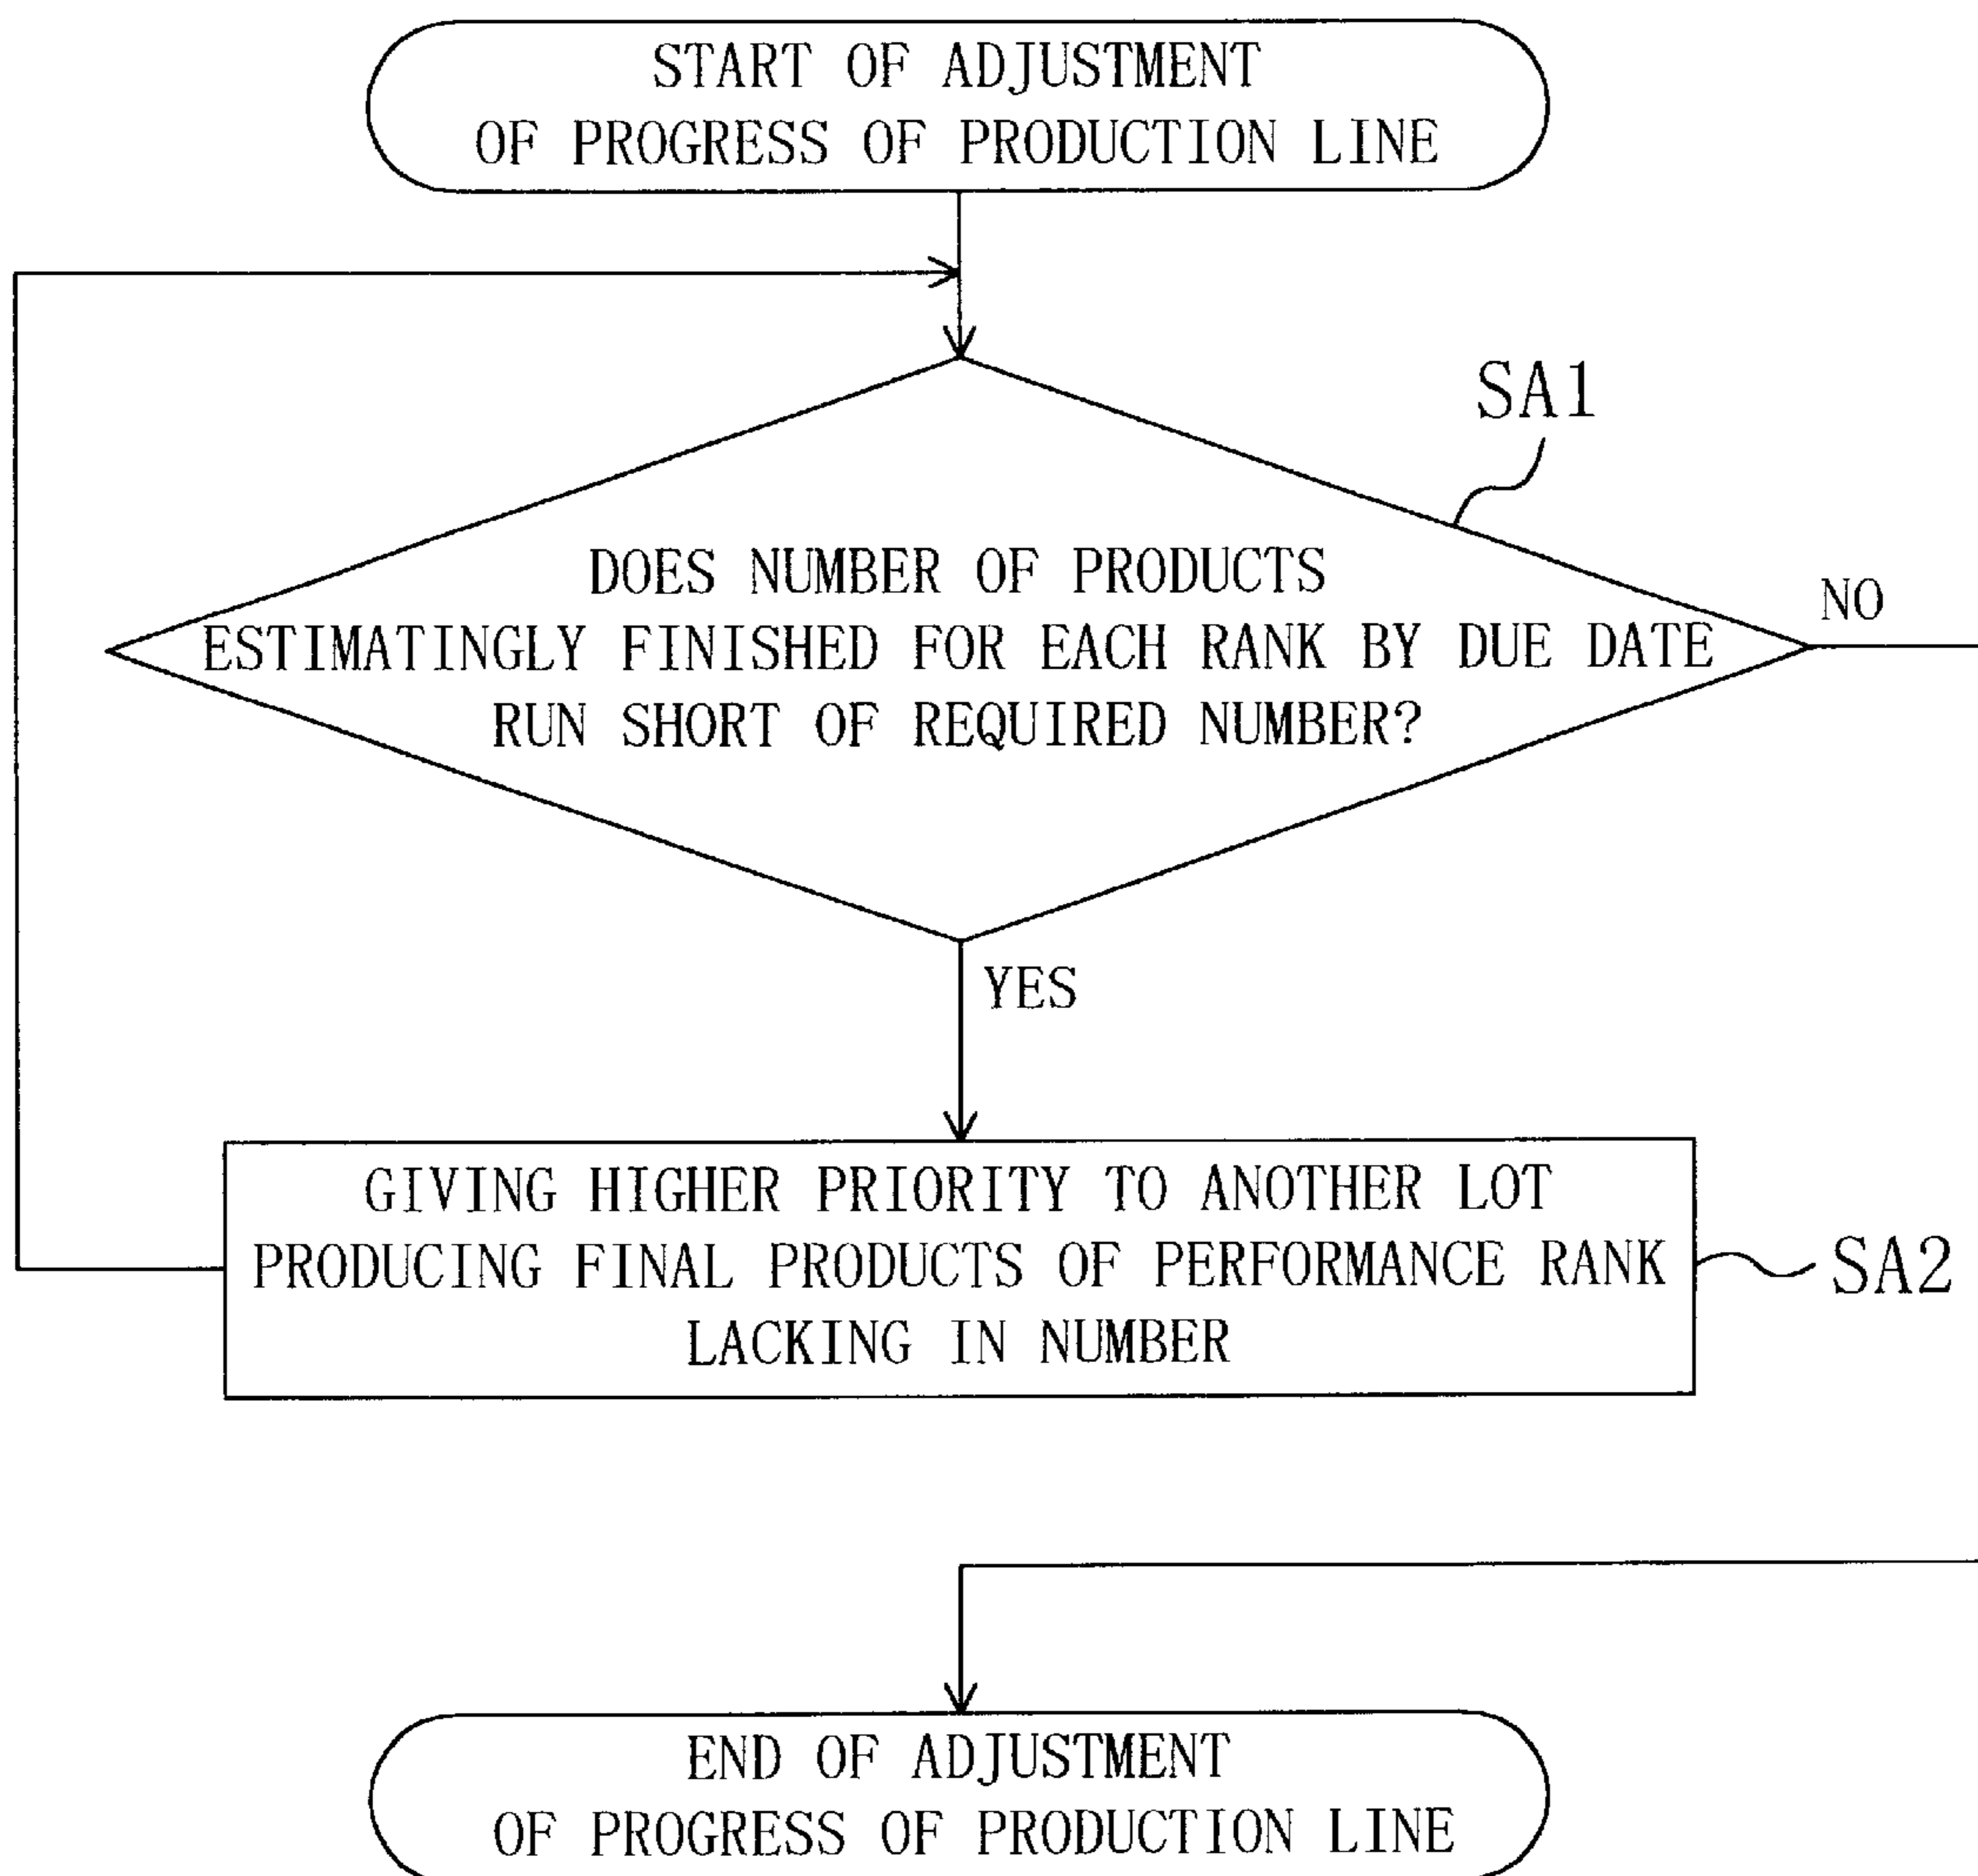 START OF ADJUSTMENT
OF PROGRESS OF PRODUCTION LINE
SA1
DOES NUMBER OF PRODUCTS
ESTIMATINGLY FINISHED FOR EACH RANK BY DUE DATE
RUN SHORT OF REQUIRED NUMBER?
NO
YES
GIVING HIGHER PRIORITY TO ANOTHER LOT
PRODUCING FINAL PRODUCTS OF PERFORMANCE RANK
LACKING IN NUMBER
SA2
END OF ADJUSTMENT
OF PROGRESS OF PRODUCTION LINE